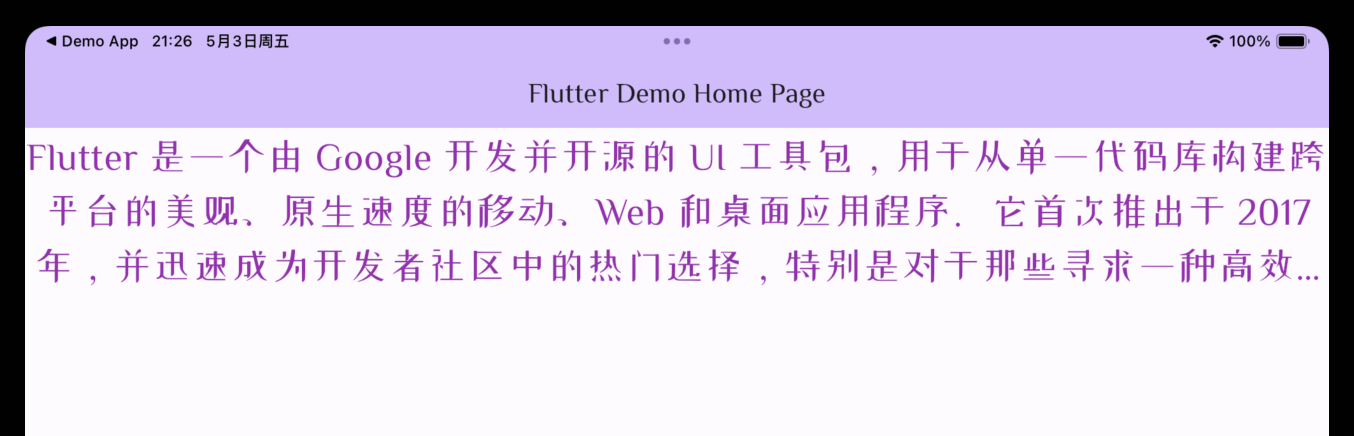 ◀ Demo App 21:26 5月3日周五 100%
Flutter Demo Home Page
Flutter 是一个由 Google 开发并开源的 UI 工具包，用于从单一代码库构建跨
平台的美观、原生速度的移动、Web 和桌面应用程序．它首次推出于 2017
年，并迅速成为开发者社区中的热门选择，特别是对于那些寻求一种高效...